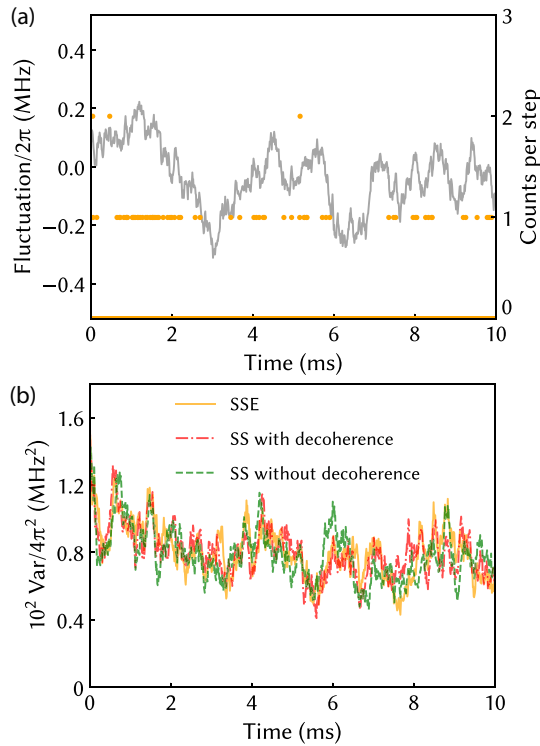 (a)
3
0.4
Fluctuation/2π (MHz)
0.2
2
0.0
Counts per step
−0.2
1
−0.4
0
0 2 4 6 8 10
Time (ms)
(b)
1.6
SSE
SS with decoherence
1.2
SS without decoherence
10² Var/4π² (MHz²)
0.8
0.4
0
0 2 4 6 8 10
Time (ms)